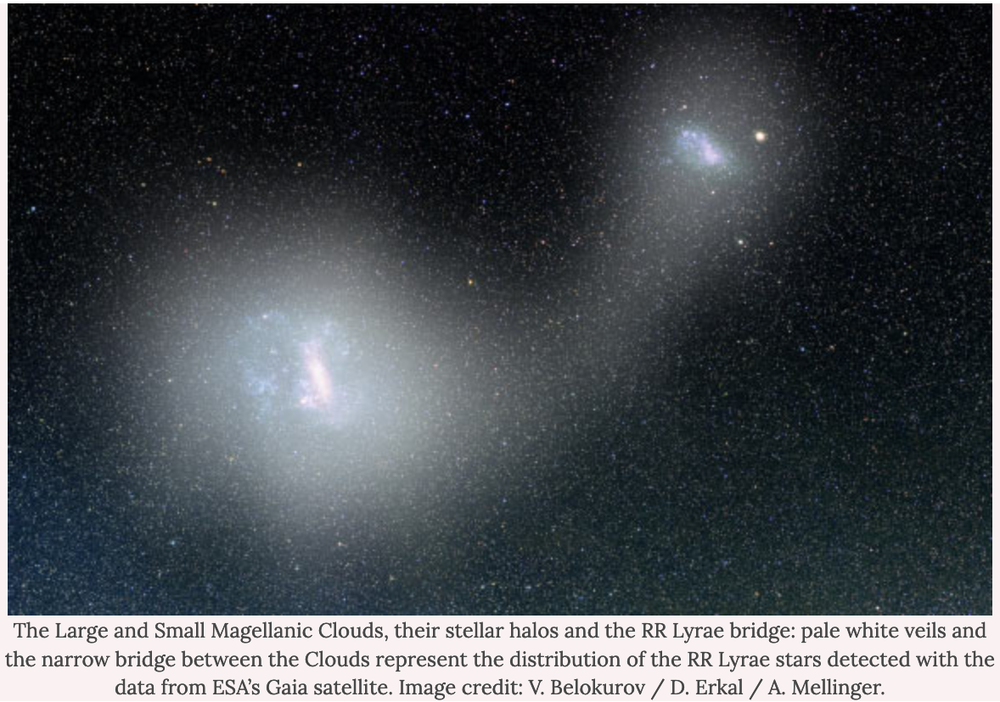 The Large and Small Magellanic Clouds, their stellar halos and the RR Lyrae bridge: pale white veils and
the narrow bridge between the Clouds represent the distribution of the RR Lyrae stars detected with the
data from ESA’s Gaia satellite. Image credit: V. Belokurov / D. Erkal / A. Mellinger.